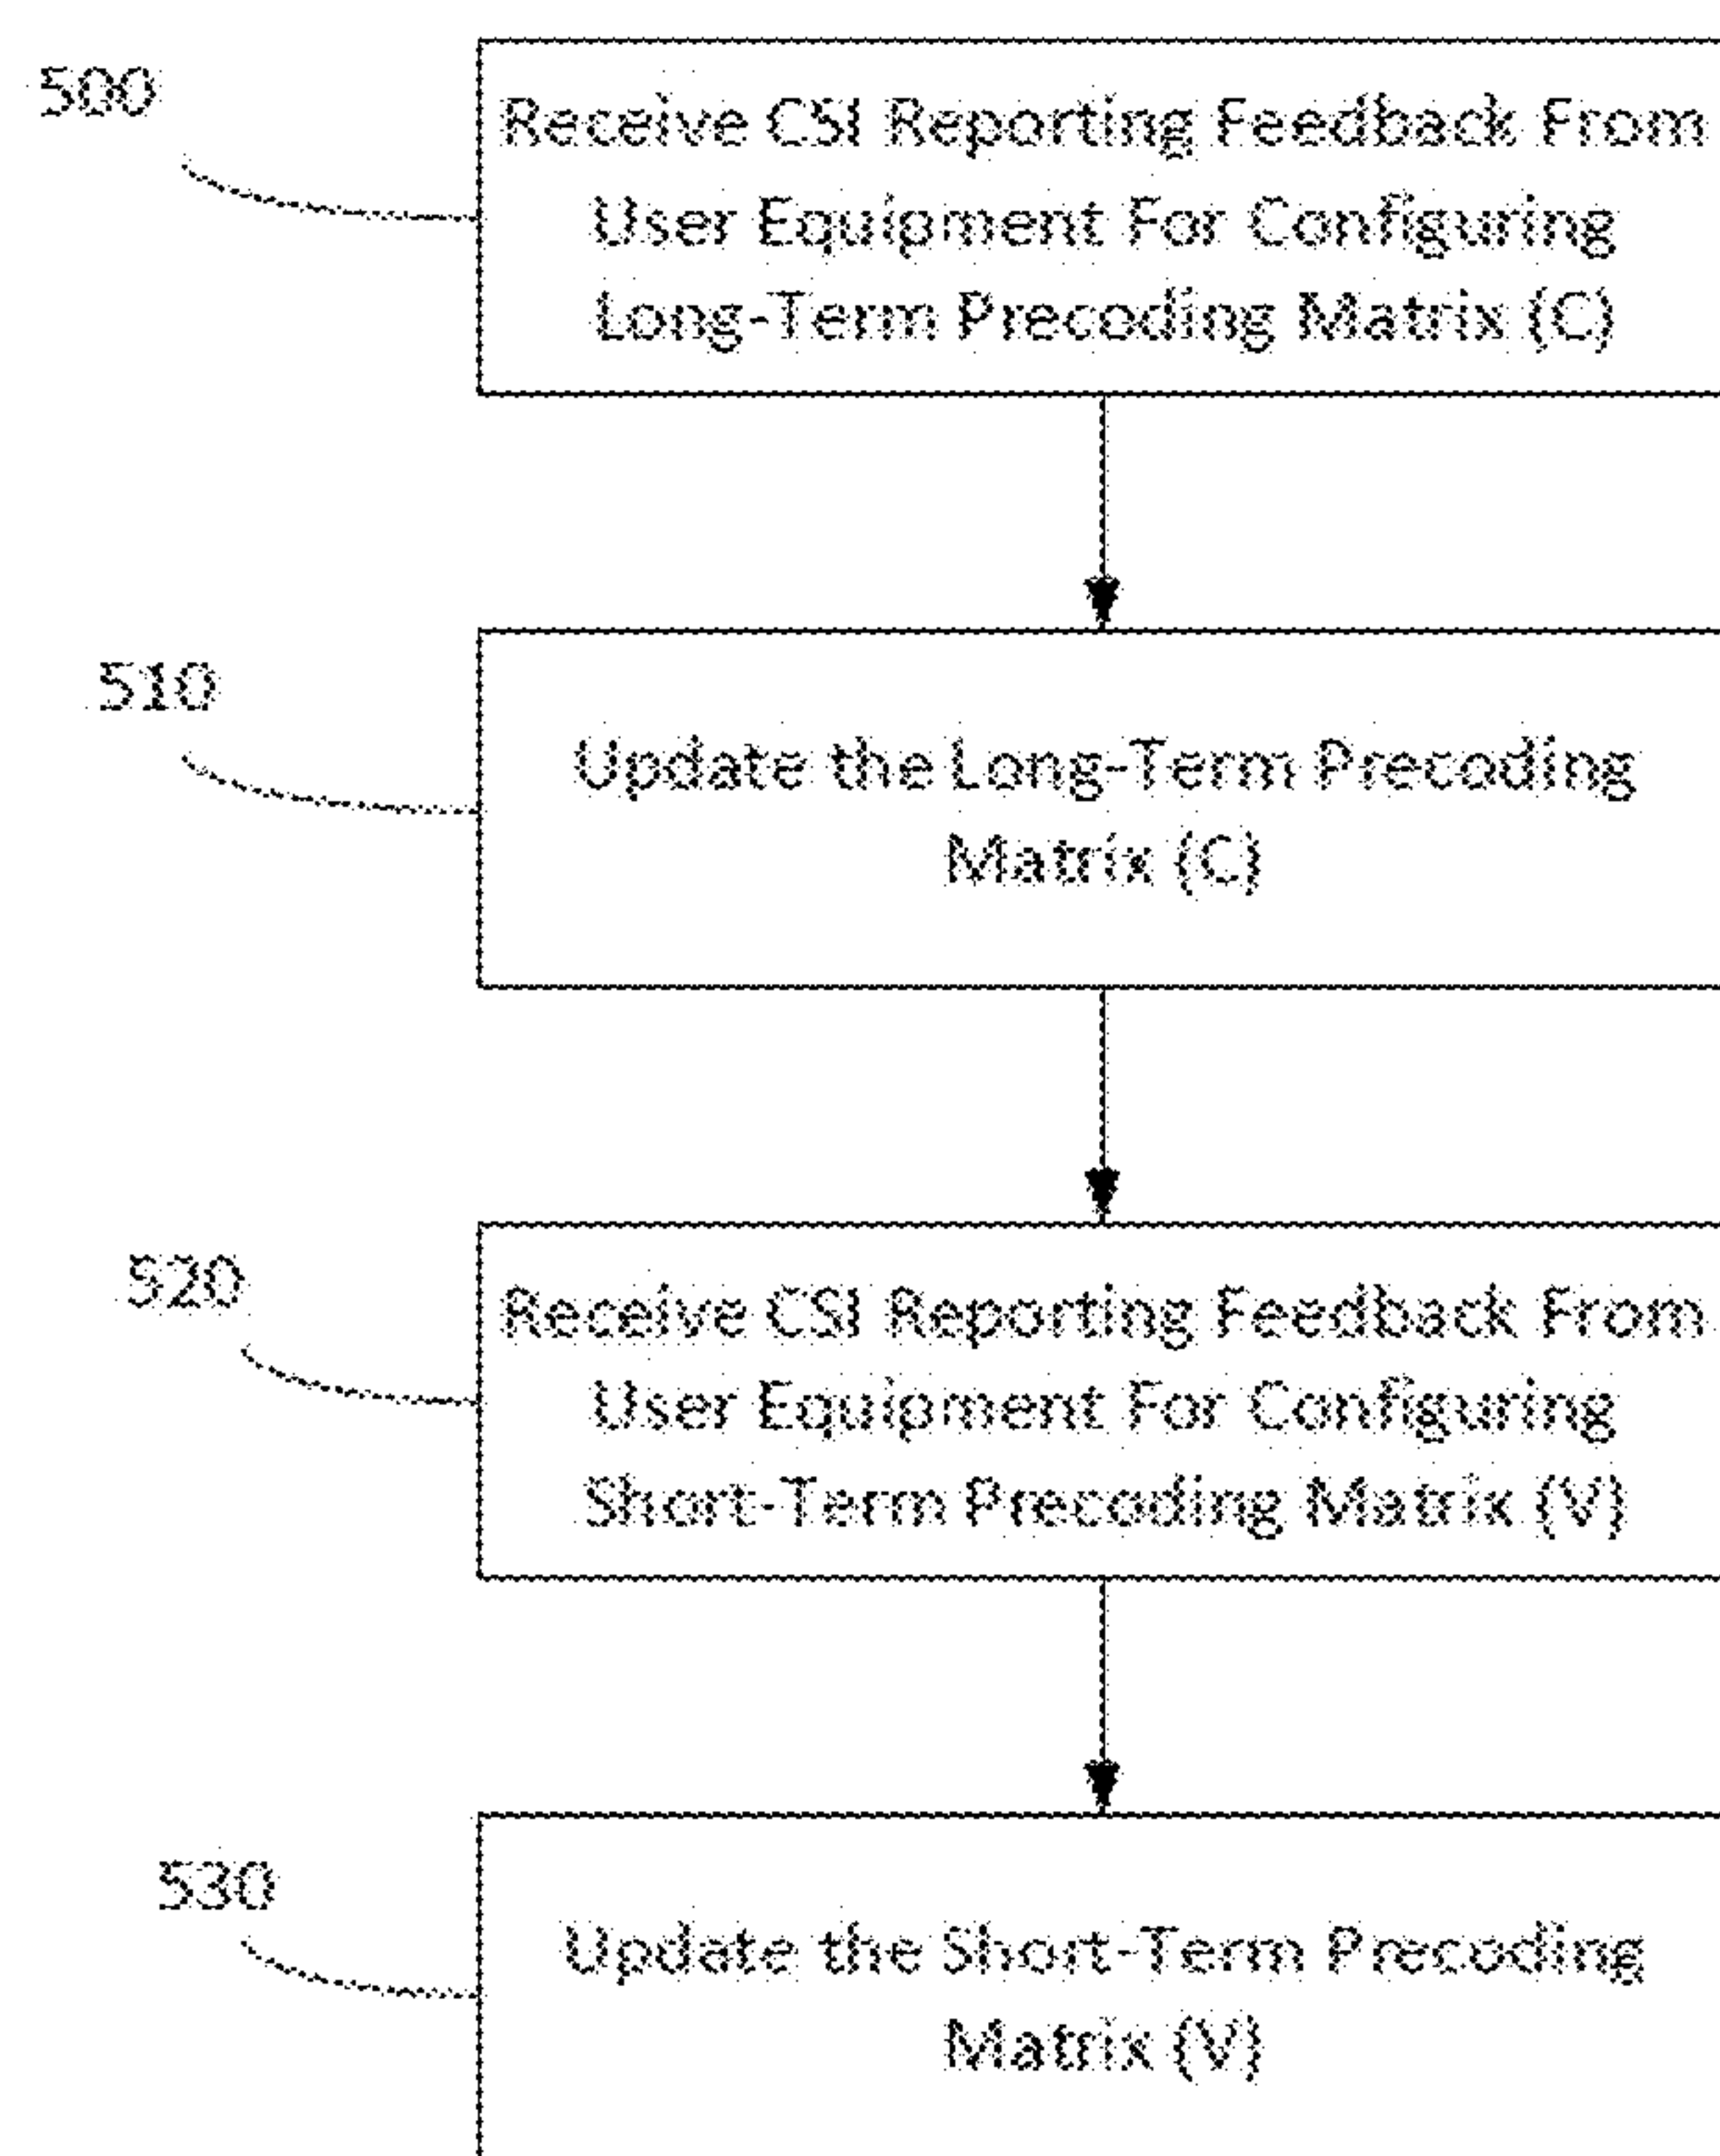 500
Receive CSI Reporting Feedback From
User Equipment For Configuring
Long-Term Precoding Matrix (C)
510
Update the Long-Term Precoding
Matrix (C)
520
Receive CSI Reporting Feedback From
User Equipment For Configuring
Short-Term Precoding Matrix (V)
530
Update the Short-Term Precoding
Matrix (V)